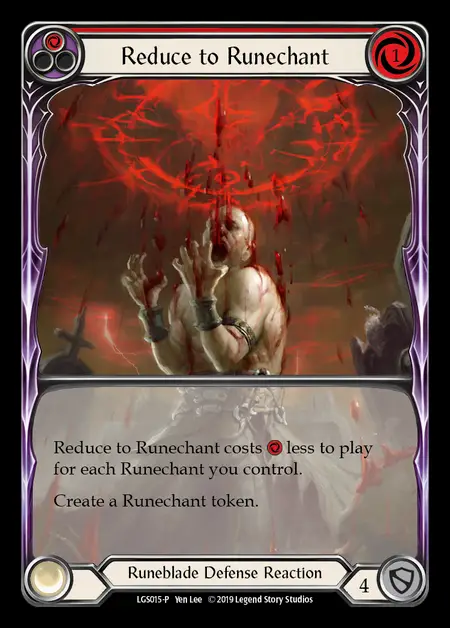 Reduce to Runechant
1
Reduce to Runechant costs less to play
for each Runechant you control.
Create a Runechant token.
Runeblade Defense Reaction
4
LGS015-P Yen Lee © 2019 Legend Story Studios